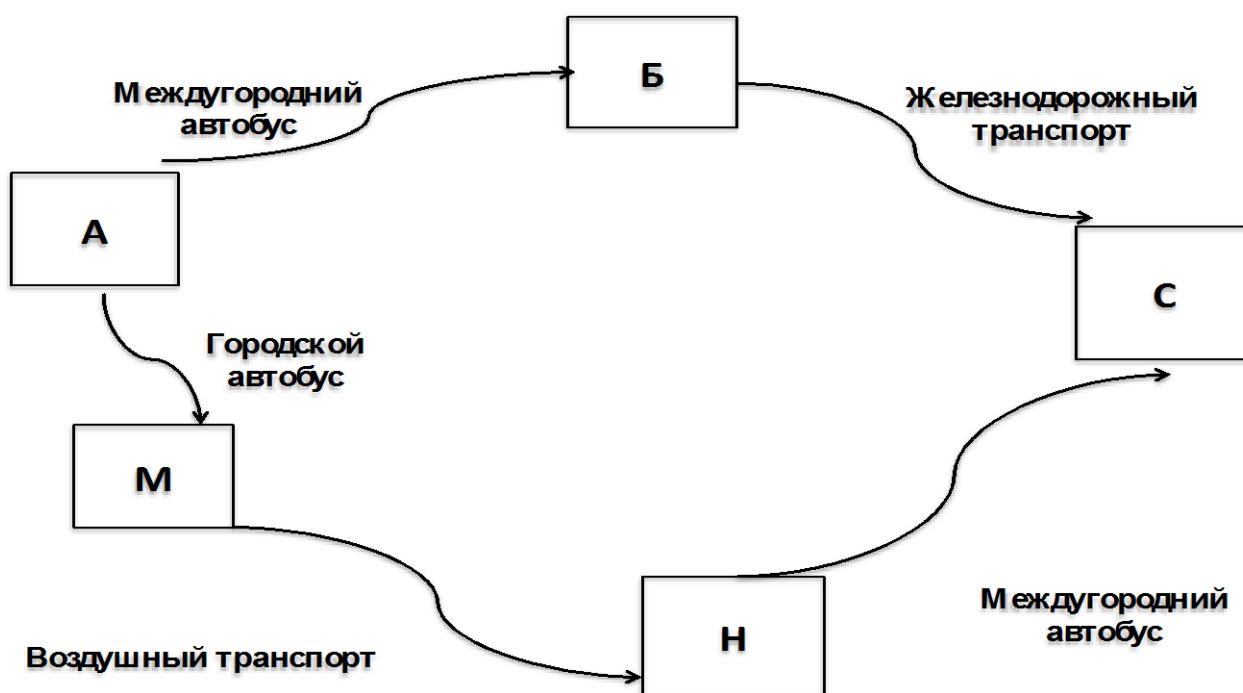 Б
Междугородний
автобус
Железнодорожный
транспорт
А
С
Городской
автобус
М
Междугородний
автобус
Н
Воздушный транспорт